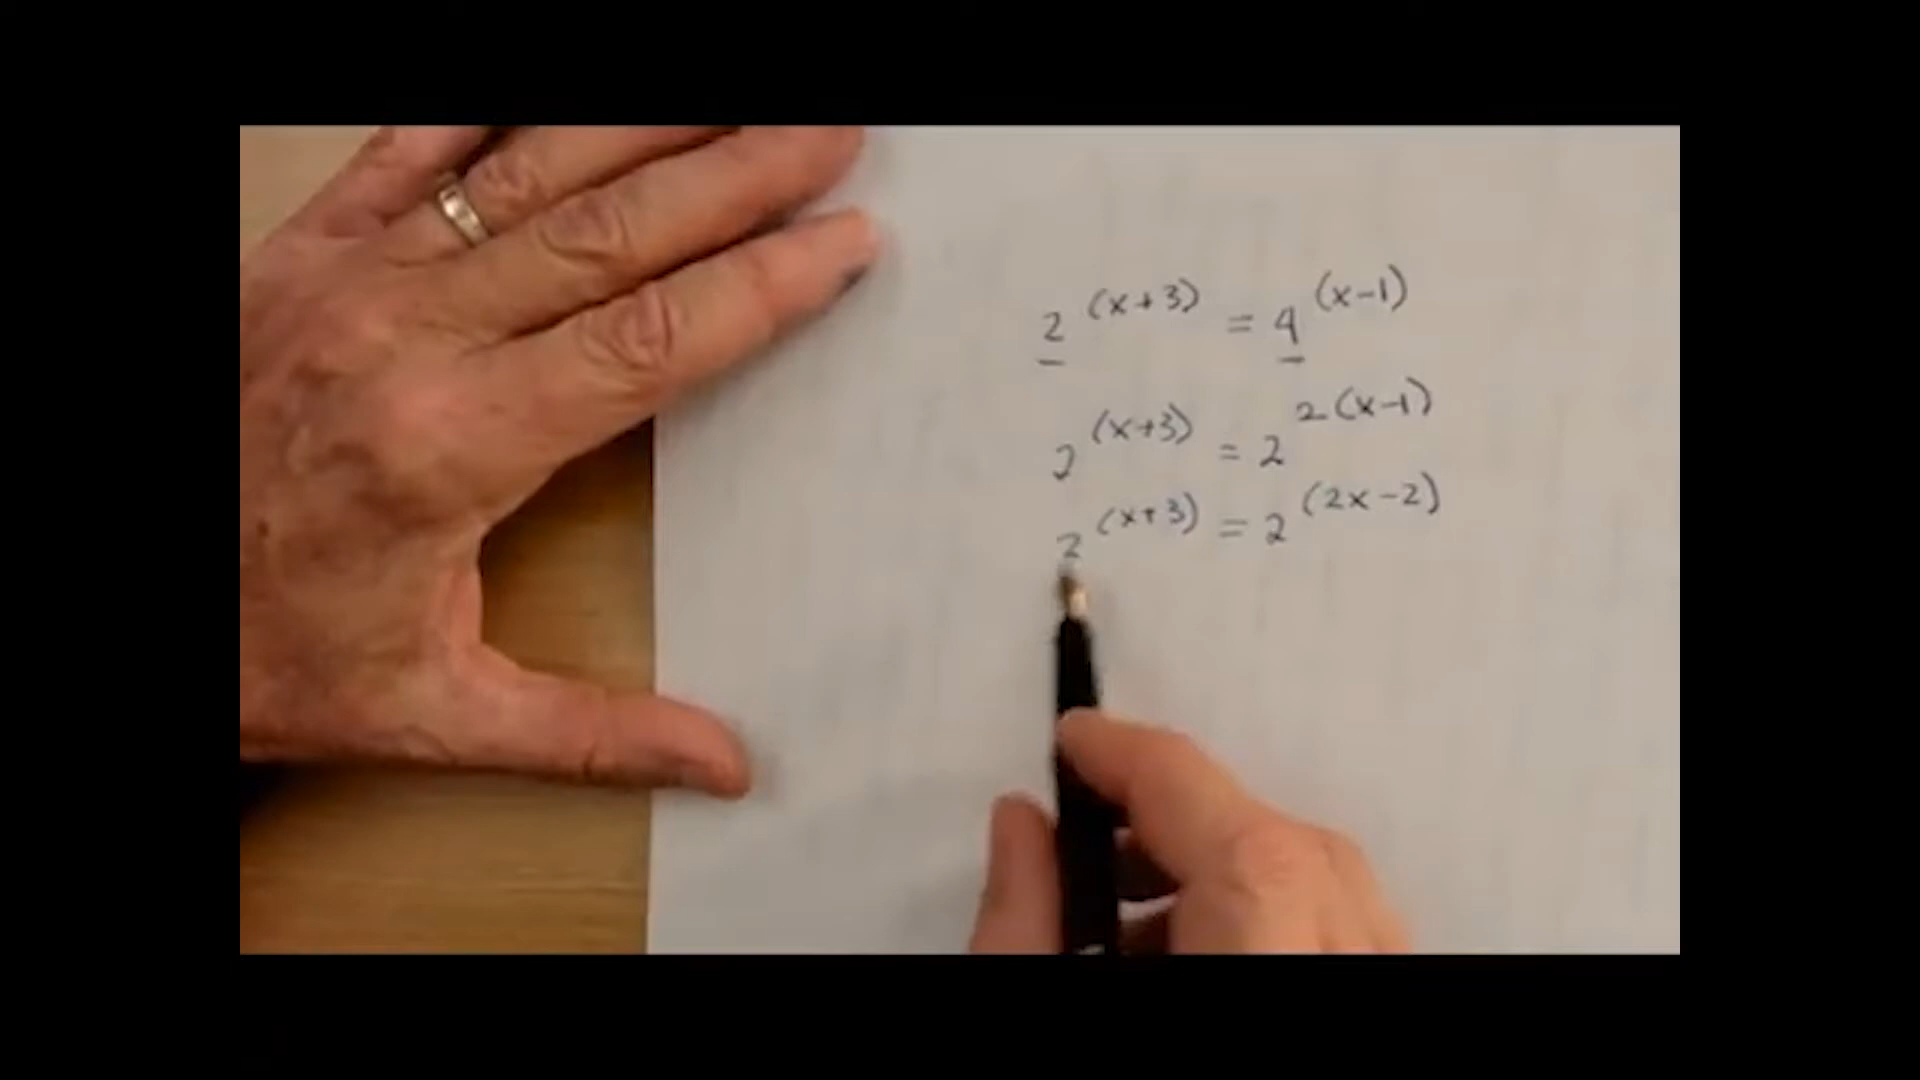 2^(x+3) = 4^(x-1)
2^(x+3) = 2^2(x-1)
2^(x+3) = 2^(2x-2)